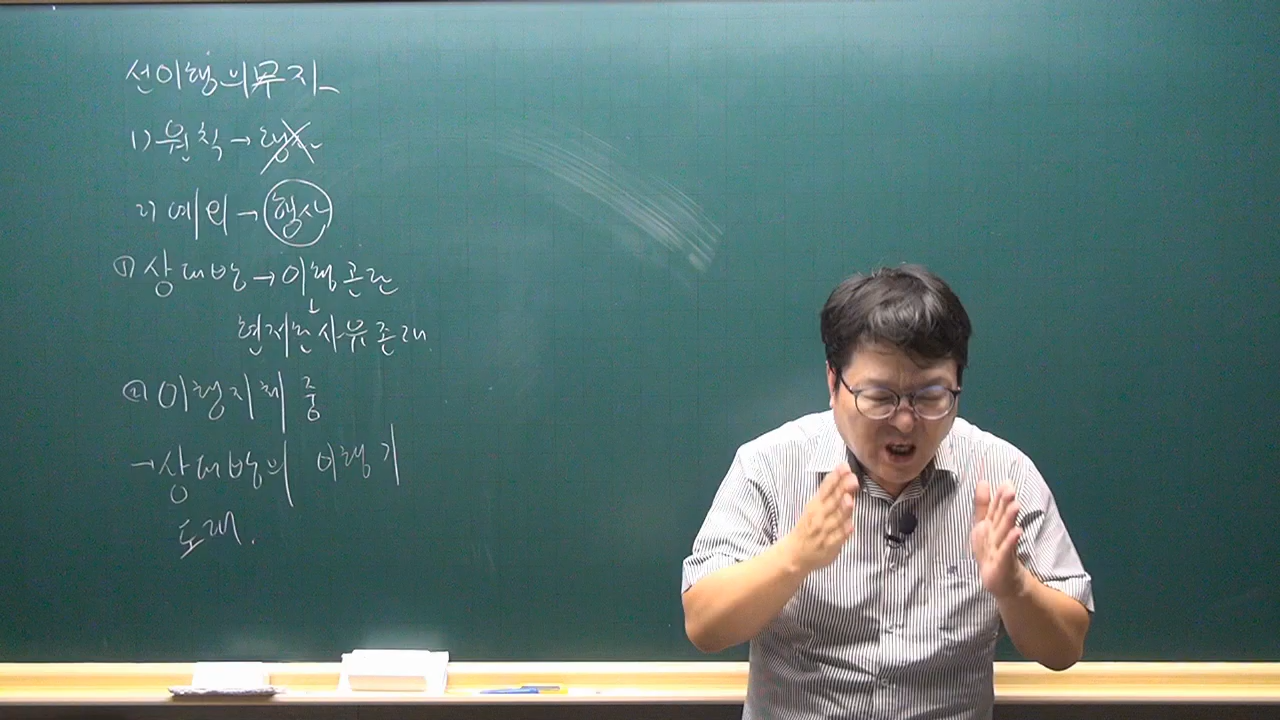 선이행의무지
1) 원칙 → 행사
2) 예외 → 행사
① 상대방 → 이행곤란
↓
현저한 사유 존재.
② 이행지체 중
→ 상대방의 이행기
도래.